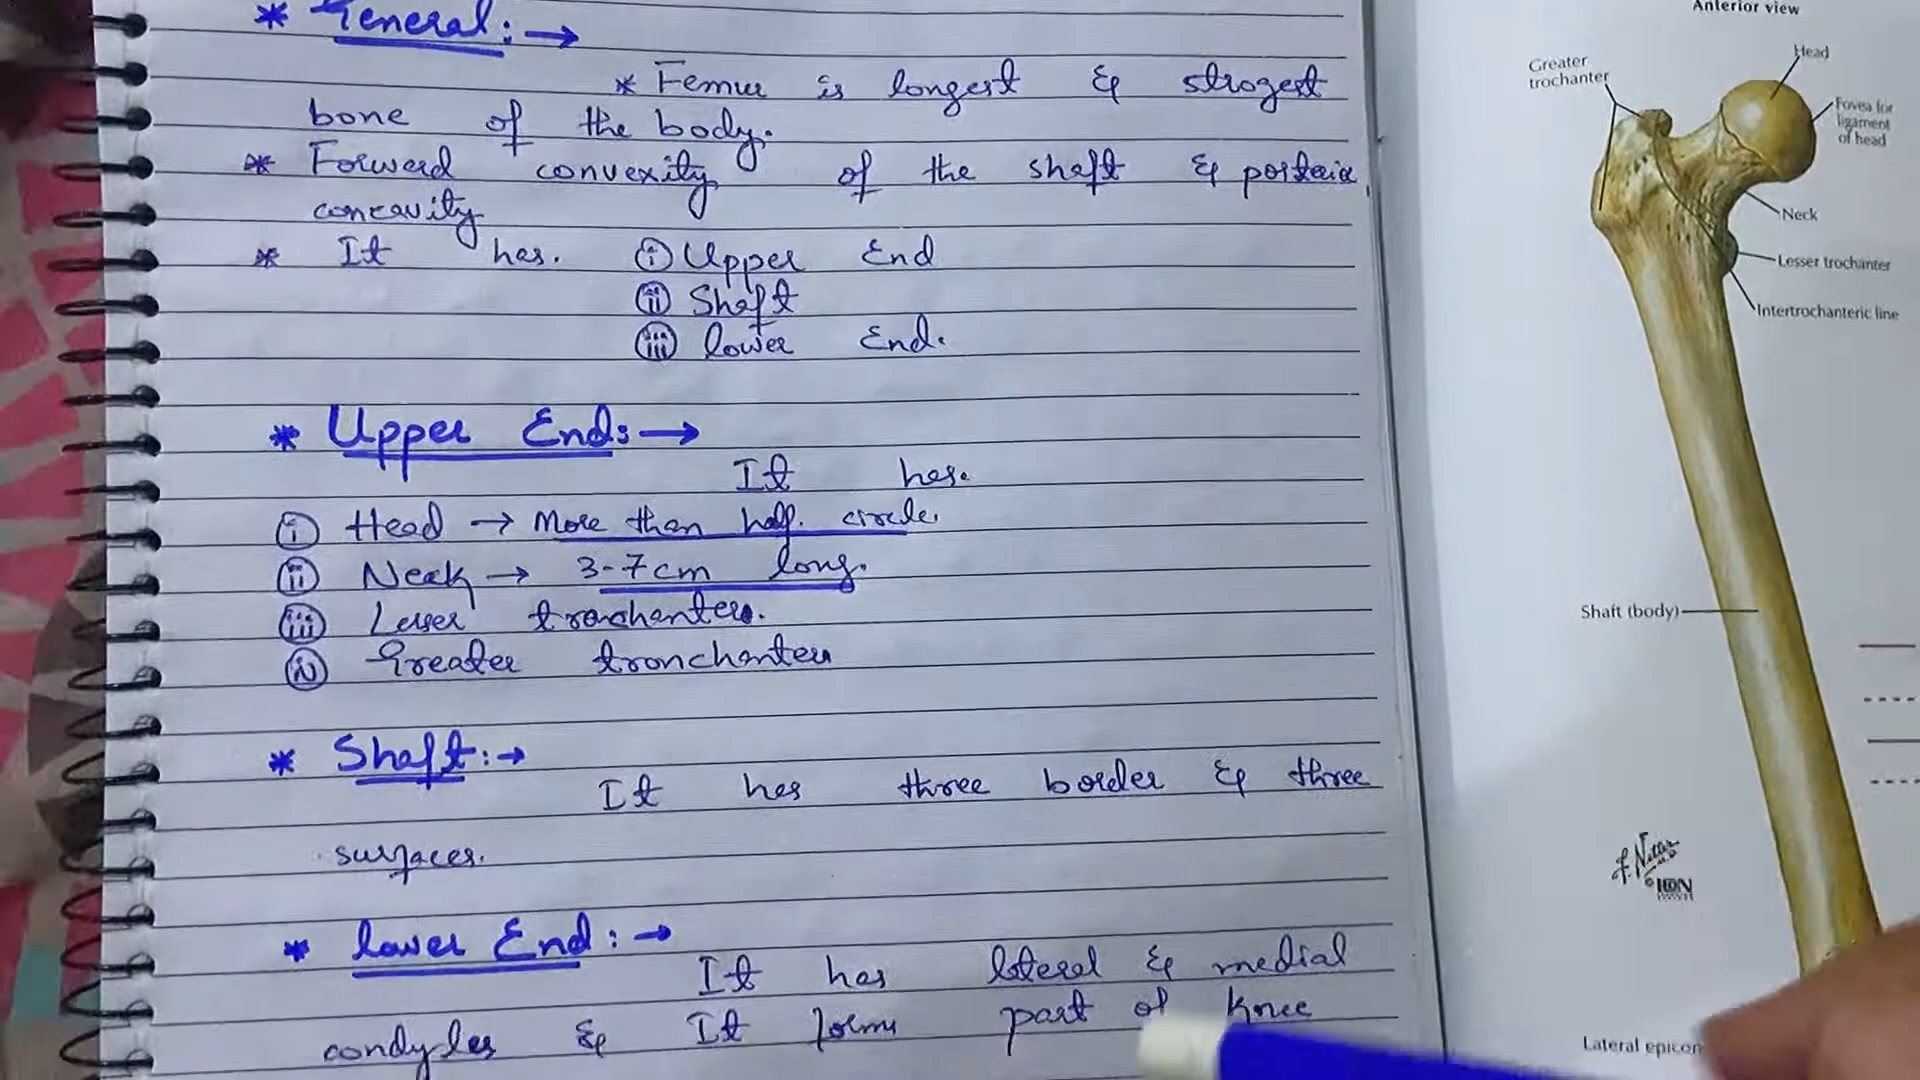 * General:→
* Femur is longest & strogest
bone of the body.
* Forward convexity of the shaft & posteria
concavity
* It has. (i) Upper End
(ii) Shaft
(iii) lower End.
* Upper End:→
It has.
(i) Head → More than half. circle.
(ii) Neck → 3-7cm long.
(iii) Lesser tronchanter.
(iv) Greater tronchanter
* Shaft:→
It has three border & three
surfaces.
* lower End:→
It has lateral & medial
condyles & It forms part of Knee
Anterior view
Head
Greater
trochanter
Fovea for
ligament
of head
Neck
Lesser trochanter
Intertrochanteric line
Shaft (body)
F. Netter
© ICON
Lateral epicon